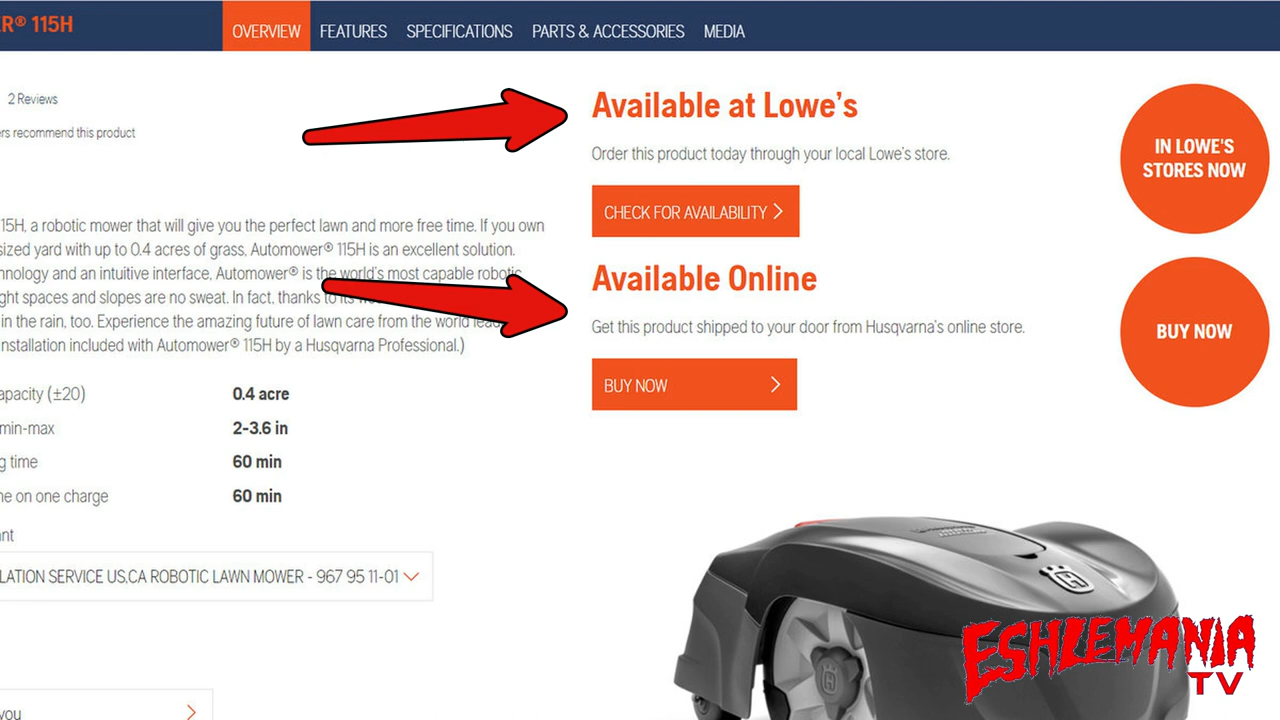 R® 115H
OVERVIEW
FEATURES
SPECIFICATIONS
PARTS & ACCESSORIES
MEDIA
2 Reviews
ers recommend this product
15H, a robotic mower that will give you the perfect lawn and more free time. If you own
sized yard with up to 0.4 acres of grass, Automower® 115H is an excellent solution.
hnology and an intuitive interface, Automower® is the world's most capable robotic
ght spaces and slopes are no sweat. In fact, thanks to its
in the rain, too. Experience the amazing future of lawn care from the world
nstallation included with Automower® 115H by a Husqvarna Professional.)
apacity (±20) 0.4 acre
min-max 2-3.6 in
g time 60 min
ne on one charge 60 min
nt
LATION SERVICE US,CA ROBOTIC LAWN MOWER - 967 95 11-01
you
Available at Lowe's
Order this product today through your local Lowe's store.
CHECK FOR AVAILABILITY
IN LOWE'S
STORES NOW
Available Online
Get this product shipped to your door from Husqvarna's online store.
BUY NOW
BUY NOW
H
H
ESHLEMANIA
TV